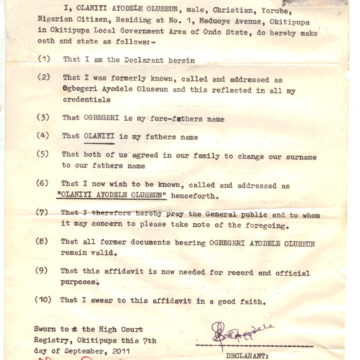 I, OLANIYI AYODELE OLUSEUN, male, Christian, Yoruba,
Nigerian Citizen, Residing at No. 1, Meduoye Avenue, Okitipupa
in Okitipupa Local Government Area of Ondo State, do hereby make
oath and state as follows:-
(1) That I am the Declarant herein
(2) That I was formerly known, called and addressed as
Ogbegeri Ayodele Oluseun and this reflected in all my
credentials
(3) That OGBEGERI is my fore-fathers name
(4) That OLANIYI is my fathers name
(5) That both of us agreed in our family to change our surname
to our fathers name
(6) That I now wish to be known, called and addressed as
"OLANIYI AYODELE OLUSEUN" henceforth.
(7) That I therefore hereby pray the General public and to whom
it may concern to please take note of the foregoing.
(8) That all former documents bearing OGBEGERI AYODELE OLUSEUN
remain valid.
(9) That this affidavit is now needed for record and official
purposes.
(10) That I swear to this affidavit in a good faith.
Sworn to at the High Court
Registry, Okitipupa this 7th
day of September, 2011
DECLARANT: